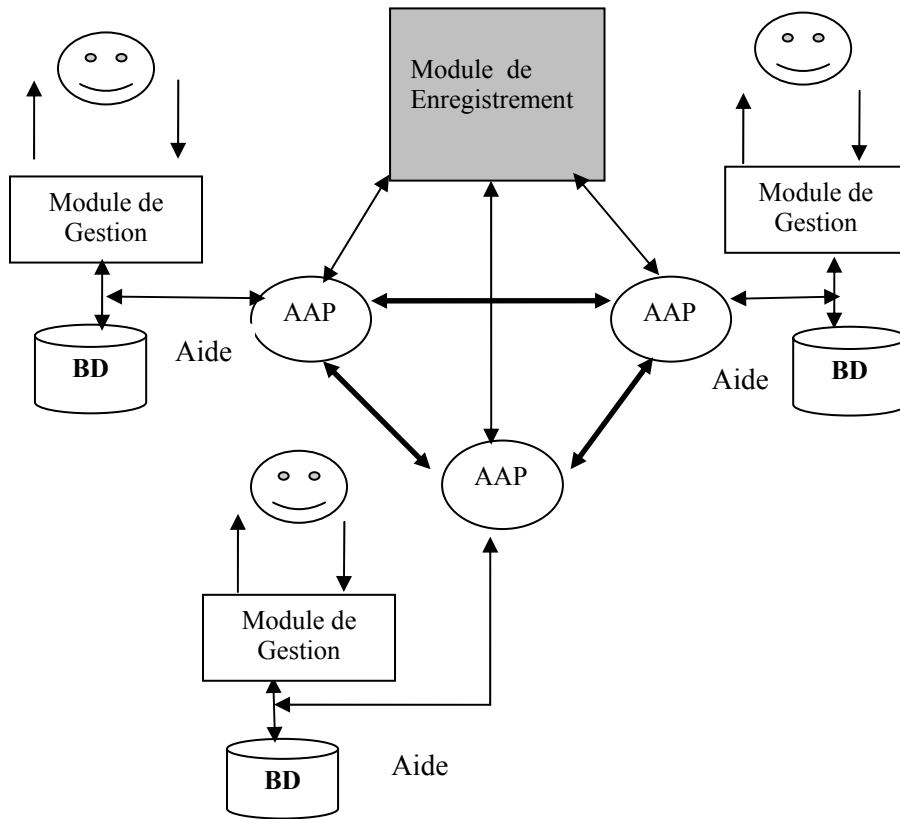 Module de
Enregistrement
Module de
Gestion
Module de
Gestion
AAP
AAP
BD
Aide
Aide
BD
AAP
Module de
Gestion
BD
Aide